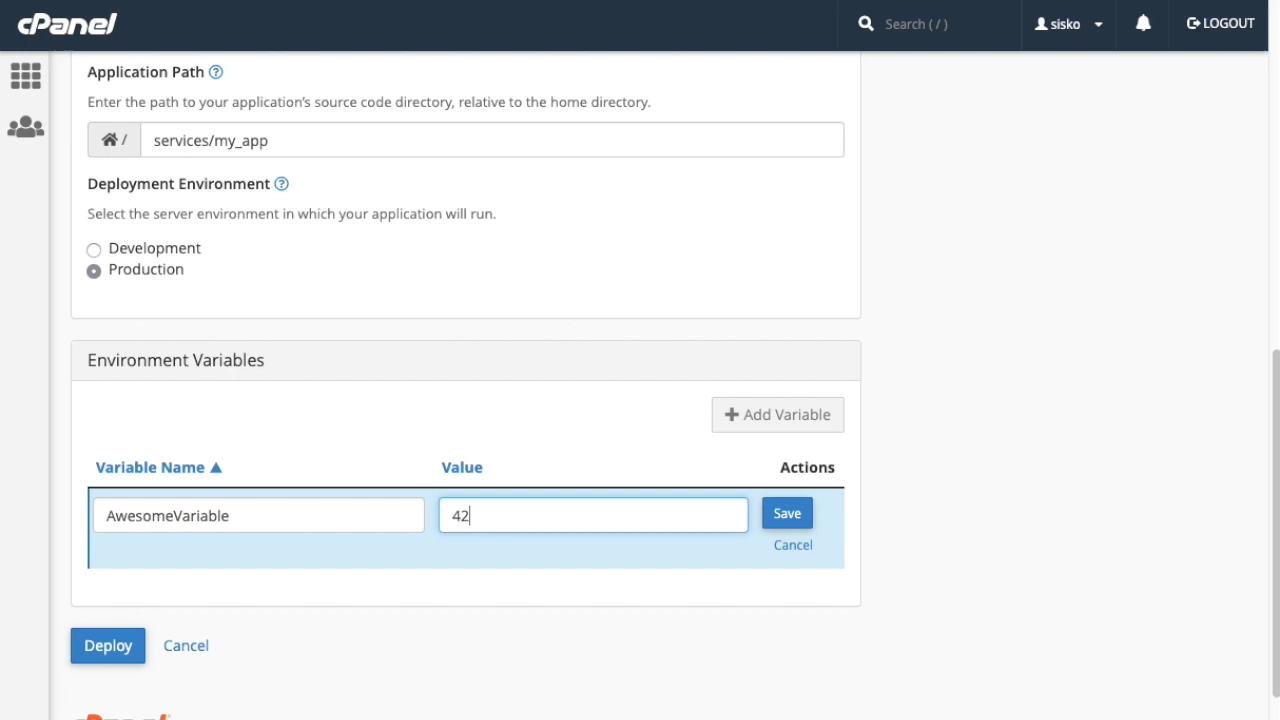 cPanel
Search ( / )
sisko
LOGOUT
Application Path
Enter the path to your application's source code directory, relative to the home directory.
/ services/my_app
Deployment Environment
Select the server environment in which your application will run.
Development
Production
Environment Variables
+ Add Variable
Variable Name ▲ Value Actions
AwesomeVariable 42 Save
Cancel
Deploy Cancel
cPanel